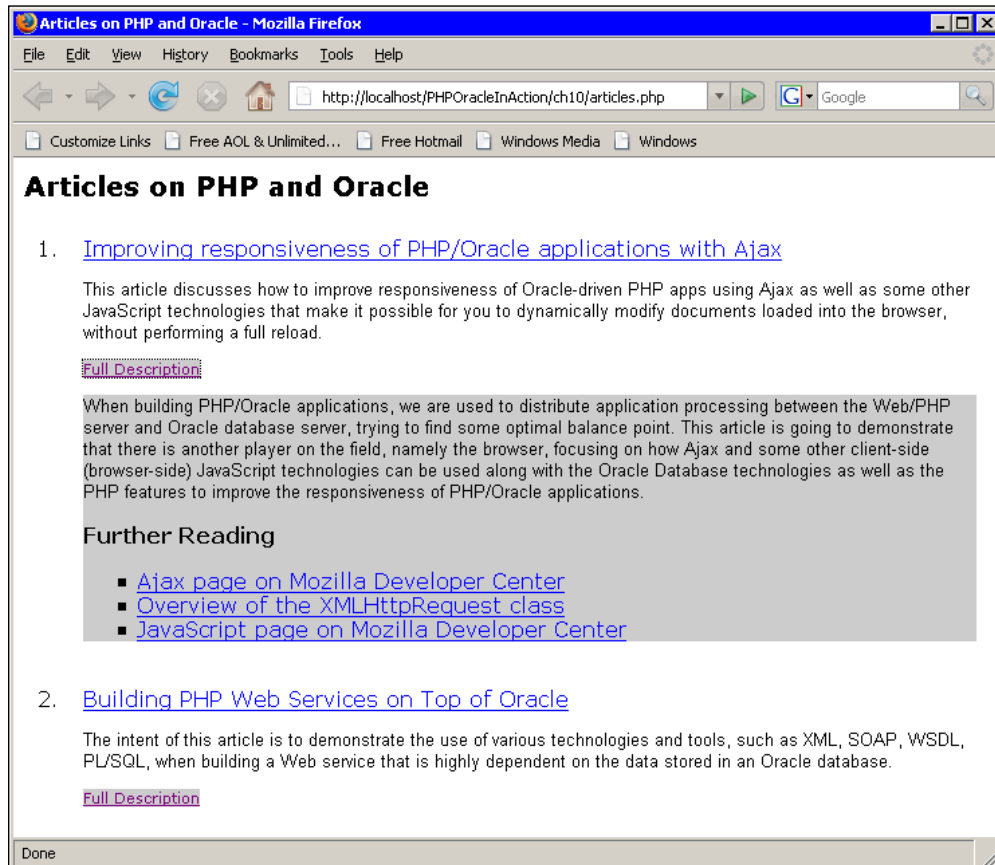 Articles on PHP and Oracle - Mozilla Firefox
File Edit View History Bookmarks Tools Help
http://localhost/PHPOracleInAction/ch10/articles.php
G Google
Customize Links Free AOL & Unlimited... Free Hotmail Windows Media Windows
Articles on PHP and Oracle
1. Improving responsiveness of PHP/Oracle applications with Ajax
This article discusses how to improve responsiveness of Oracle-driven PHP apps using Ajax as well as some other
JavaScript technologies that make it possible for you to dynamically modify documents loaded into the browser,
without performing a full reload.
Full Description
When building PHP/Oracle applications, we are used to distribute application processing between the Web/PHP
server and Oracle database server, trying to find some optimal balance point. This article is going to demonstrate
that there is another player on the field, namely the browser, focusing on how Ajax and some other client-side
(browser-side) JavaScript technologies can be used along with the Oracle Database technologies as well as the
PHP features to improve the responsiveness of PHP/Oracle applications.
Further Reading
▪ Ajax page on Mozilla Developer Center
▪ Overview of the XMLHttpRequest class
▪ JavaScript page on Mozilla Developer Center
2. Building PHP Web Services on Top of Oracle
The intent of this article is to demonstrate the use of various technologies and tools, such as XML, SOAP, WSDL,
PL/SQL, when building a Web service that is highly dependent on the data stored in an Oracle database.
Full Description
Done